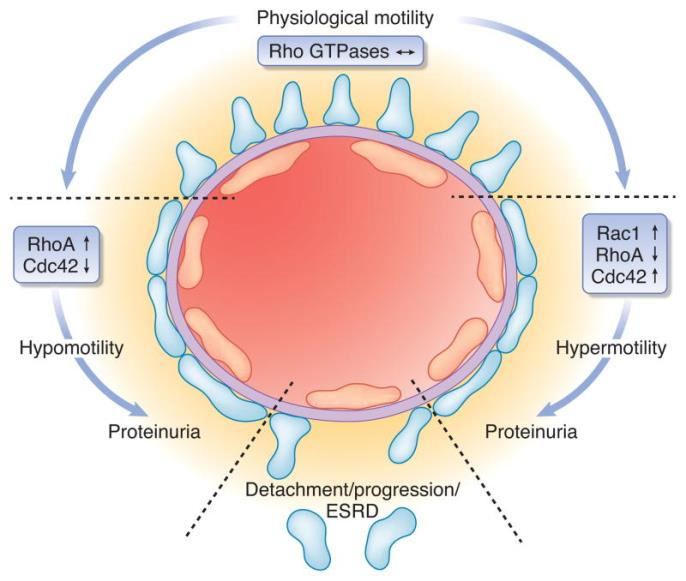 Physiological motility
Rho GTPases ↔
RhoA ↑
Cdc42 ↓
Rac1 ↑
RhoA ↓
Cdc42 ↑
Hypomotility
Hypermotility
Proteinuria
Proteinuria
Detachment/progression/
ESRD